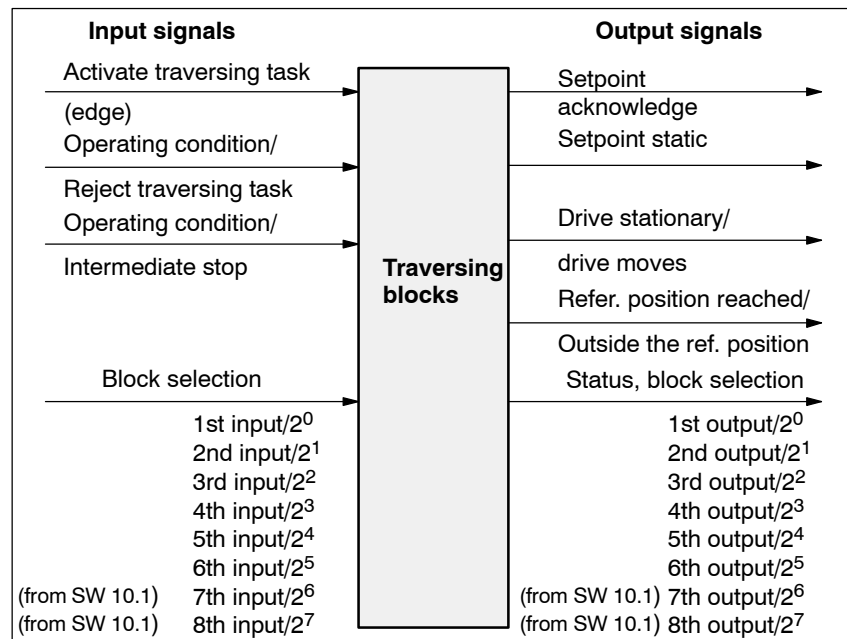 Input signals
Output signals
Activate traversing task
(edge)
Operating condition/
Reject traversing task
Operating condition/
Intermediate stop
Block selection
1st input/2⁰
2nd input/2¹
3rd input/2²
4th input/2³
5th input/2⁴
6th input/2⁵
(from SW 10.1) 7th input/2⁶
(from SW 10.1) 8th input/2⁷
Traversing
blocks
Setpoint
acknowledge
Setpoint static
Drive stationary/
drive moves
Refer. position reached/
Outside the ref. position
Status, block selection
1st output/2⁰
2nd output/2¹
3rd output/2²
4th output/2³
5th output/2⁴
6th output/2⁵
(from SW 10.1) 7th output/2⁶
(from SW 10.1) 8th output/2⁷